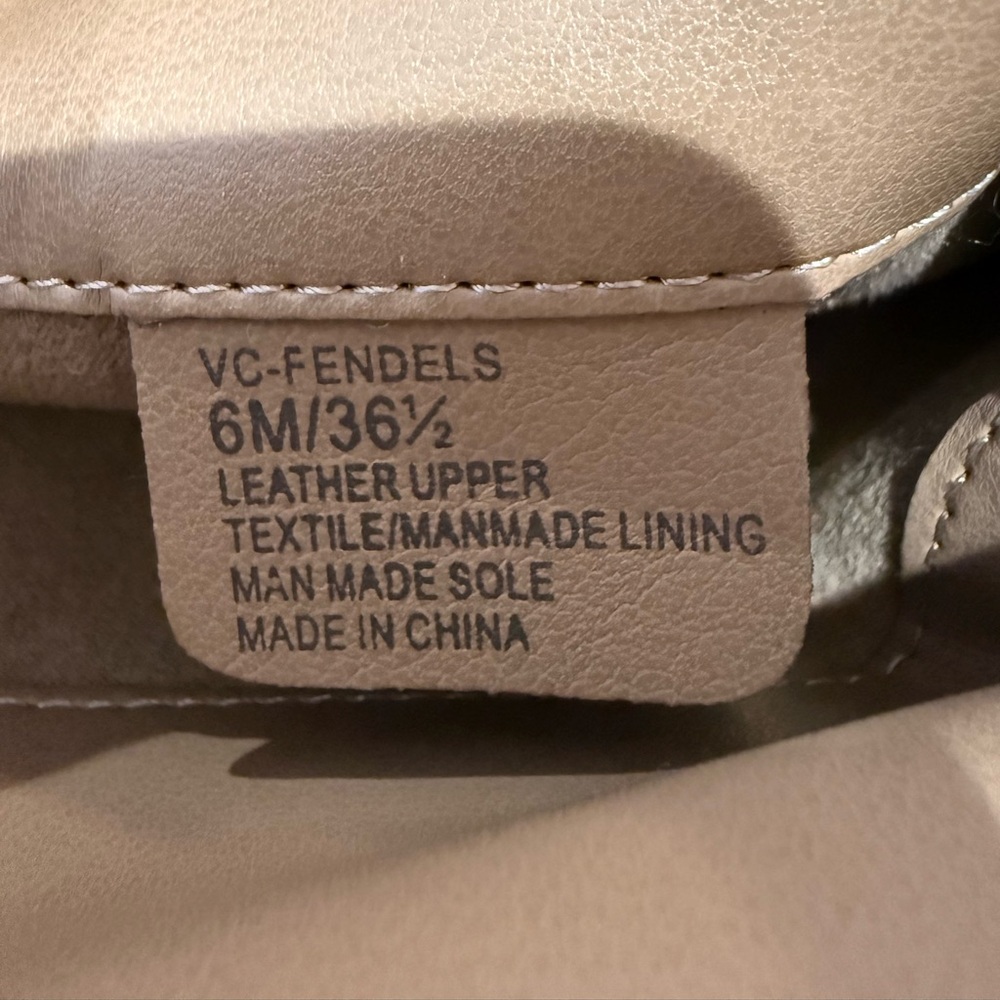 VC-FENDELS
6M/36½
LEATHER UPPER
TEXTILE/MANMADE LINING
MAN MADE SOLE
MADE IN CHINA